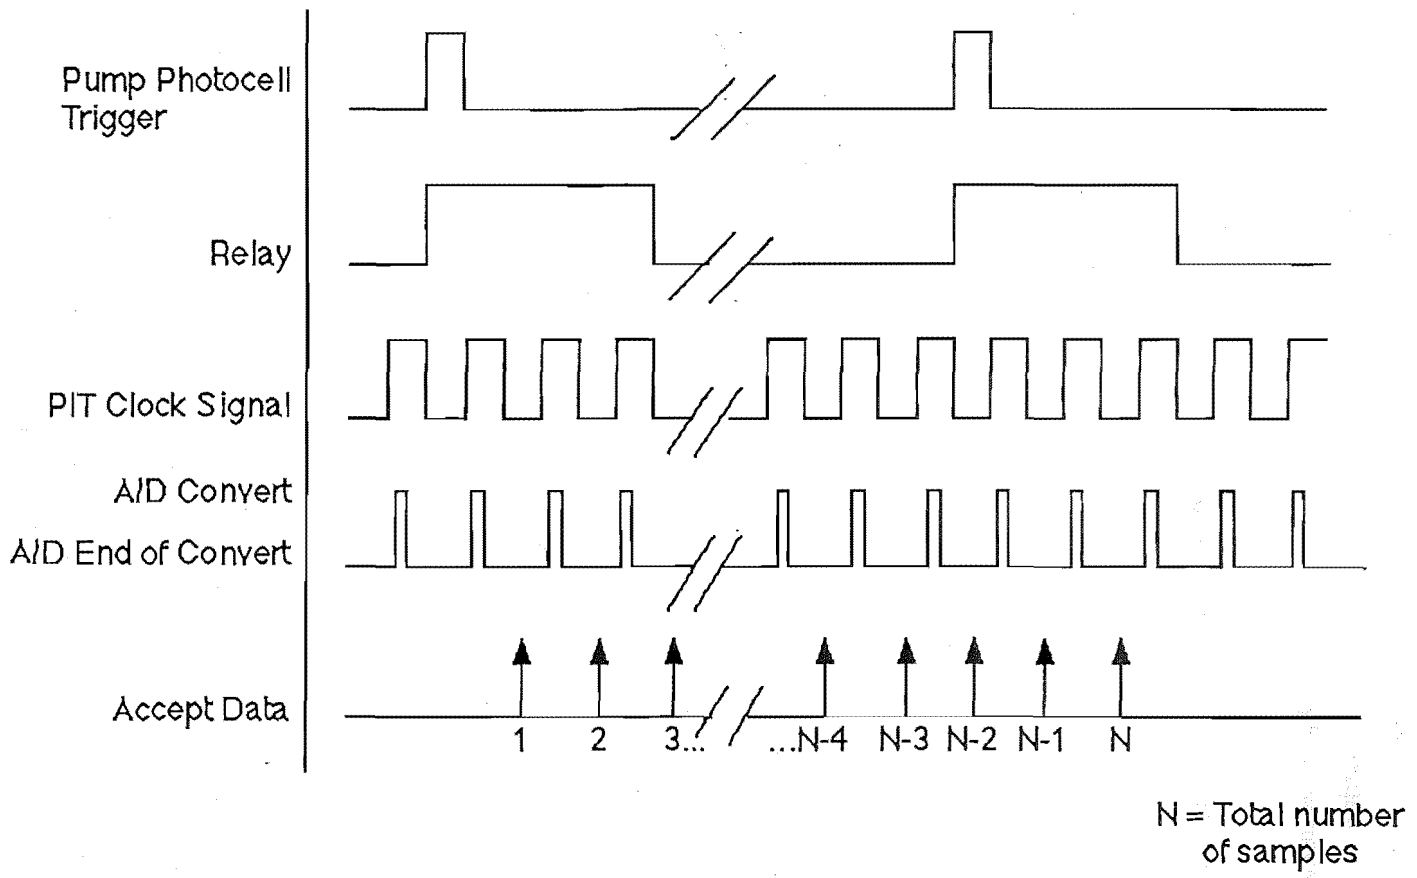 Pump Photocell
Trigger
Relay
PIT Clock Signal
A/D Convert
A/D End of Convert
Accept Data
1 2 3... ...N-4 N-3 N-2 N-1 N
N = Total number
of samples